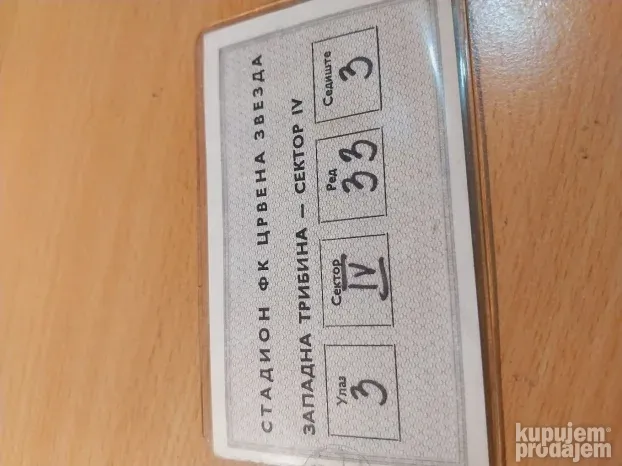 СТАДИОН ФК ЦРВЕНА ЗВЕЗДА
ЗАПАДНА ТРИБИНА — СЕКТОР IV
Улаз Сектор Ред Седиште
3 IV 33 3
kupujem
prodajem